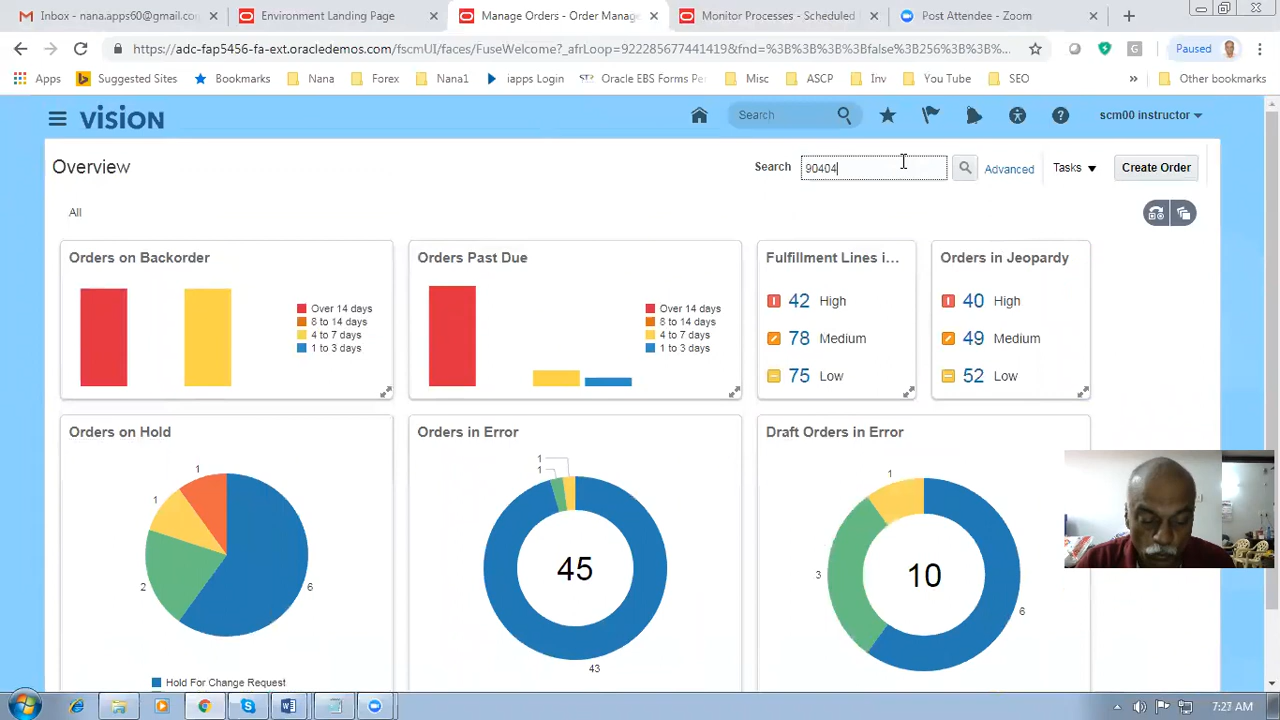 Inbox - nana.apps60@gmail.co
Environment Landing Page
Manage Orders - Order Manage
Monitor Processes - Scheduled
Post Attendee - Zoom
https://adc-fap5456-fa-ext.oracledemos.com/fscmUI/faces/FuseWelcome?_afrLoop=922285677441419&fnd=%3B%3B%3B%3Bfalse%3B256%3B%3B%...
Paused
Apps
Suggested Sites
Bookmarks
Nana
Forex
Nana1
iapps Login
Oracle EBS Forms Pe
Misc
ASCP
Inv
You Tube
SEO
»
Other bookmarks
vision
Search
scm00 instructor
Overview
Search
90404
Advanced
Tasks
Create Order
All
Orders on Backorder
Over 14 days
8 to 14 days
4 to 7 days
1 to 3 days
Orders Past Due
Over 14 days
8 to 14 days
4 to 7 days
1 to 3 days
Fulfillment Lines i...
42 High
78 Medium
75 Low
Orders in Jeopardy
40 High
49 Medium
52 Low
Orders on Hold
1
1
2
6
Hold For Change Request
Orders in Error
1
1
45
43
Draft Orders in Error
1
3
10
6
7:27 AM